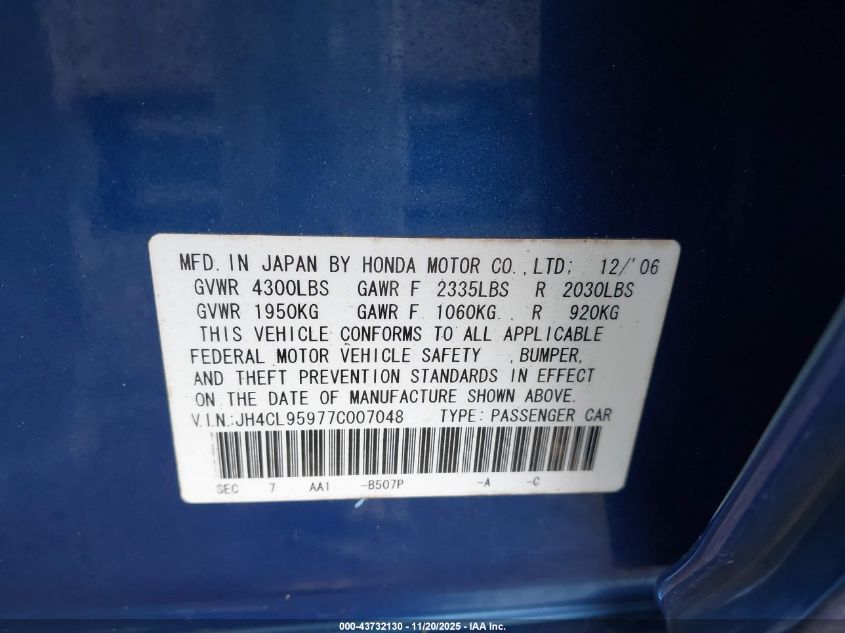 MFD. IN JAPAN BY HONDA MOTOR CO.,LTD; 12/'06
GVWR 4300LBS GAWR F 2335LBS R 2030LBS
GVWR 1950KG GAWR F 1060KG R 920KG
THIS VEHICLE CONFORMS TO ALL APPLICABLE
FEDERAL MOTOR VEHICLE SAFETY ,BUMPER,
AND THEFT PREVENTION STANDARDS IN EFFECT
ON THE DATE OF MANUFACTURE SHOWN ABOVE.
V.I.N.:JH4CL95977C007048 TYPE: PASSENGER CAR
SEC 7 AA1 -B507P -A -C
000-43732130 - 11/20/2025 - IAA Inc.